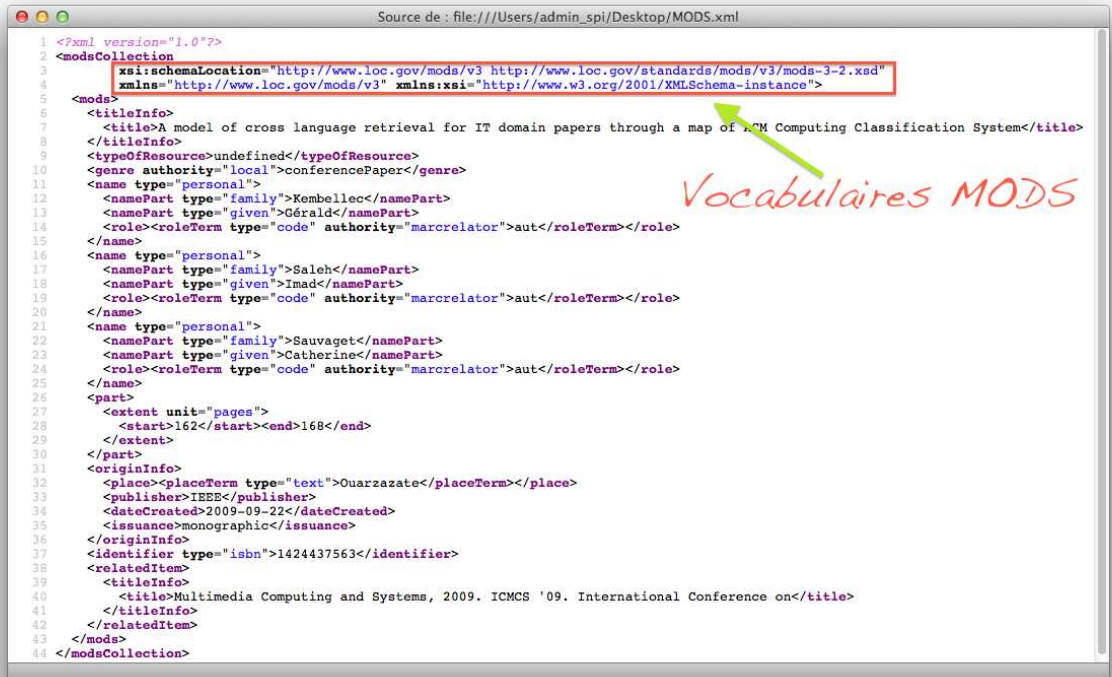 Source de : file:///Users/admin_spi/Desktop/MODS.xml
1 <?xml version="1.0"?>
2 <modsCollection
3 xsi:schemaLocation="http://www.loc.gov/mods/v3 http://www.loc.gov/standards/mods/v3/mods-3-2.xsd"
4 xmlns="http://www.loc.gov/mods/v3" xmlns:xsi="http://www.w3.org/2001/XMLSchema-instance">
5 <mods>
6 <titleInfo>
7 <title>A model of cross language retrieval for IT domain papers through a map of ACM Computing Classification System</title>
8 </titleInfo>
9 <typeOfResource>undefined</typeOfResource>
10 <genre authority="local">conferencePaper</genre>
11 <name type="personal">
12 <namePart type="family">Kembellec</namePart>
13 <namePart type="given">Gérald</namePart>
14 <role><roleTerm type="code" authority="marcrelator">aut</roleTerm></role>
15 </name>
16 <name type="personal">
17 <namePart type="family">Saleh</namePart>
18 <namePart type="given">Imad</namePart>
19 <role><roleTerm type="code" authority="marcrelator">aut</roleTerm></role>
20 </name>
21 <name type="personal">
22 <namePart type="family">Sauvaget</namePart>
23 <namePart type="given">Catherine</namePart>
24 <role><roleTerm type="code" authority="marcrelator">aut</roleTerm></role>
25 </name>
26 <part>
27 <extent unit="pages">
28 <start>162</start><end>168</end>
29 </extent>
30 </part>
31 <originInfo>
32 <place><placeTerm type="text">Ouarzazate</placeTerm></place>
33 <publisher>IEEE</publisher>
34 <dateCreated>2009-09-22</dateCreated>
35 <issuance>monographic</issuance>
36 </originInfo>
37 <identifier type="isbn">1424437563</identifier>
38 <relatedItem>
39 <titleInfo>
40 <title>Multimedia Computing and Systems, 2009. ICMCS '09. International Conference on</title>
41 </titleInfo>
42 </relatedItem>
43 </mods>
44 </modsCollection>
Vocabulaires MODS